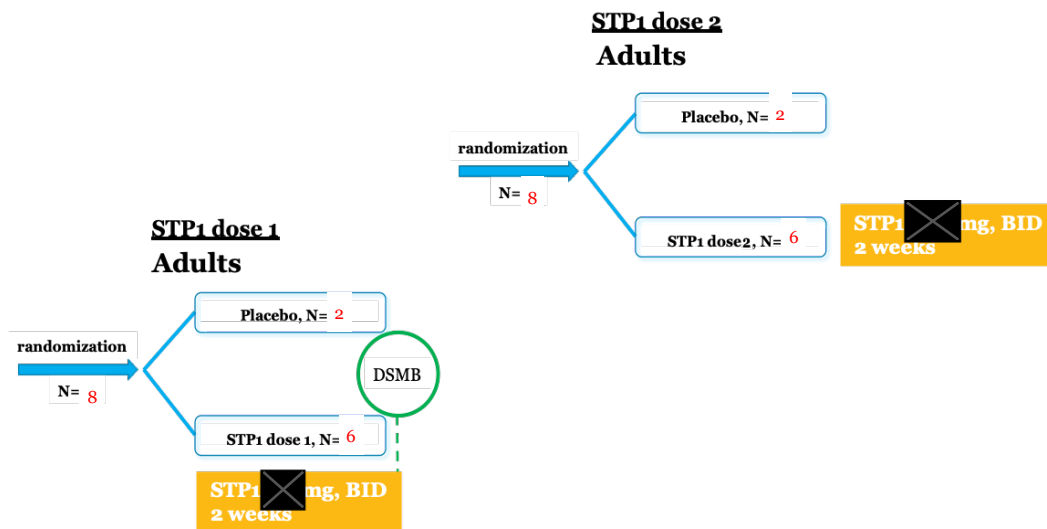 STP1 dose 2
Adults
Placebo, N= 2
randomization
N= 8
STP1 dose2, N= 6
STP1 mg, BID
2 weeks
STP1 dose 1
Adults
Placebo, N= 2
randomization
N= 8
DSMB
STP1 dose 1, N= 6
STP1 mg, BID
2 weeks